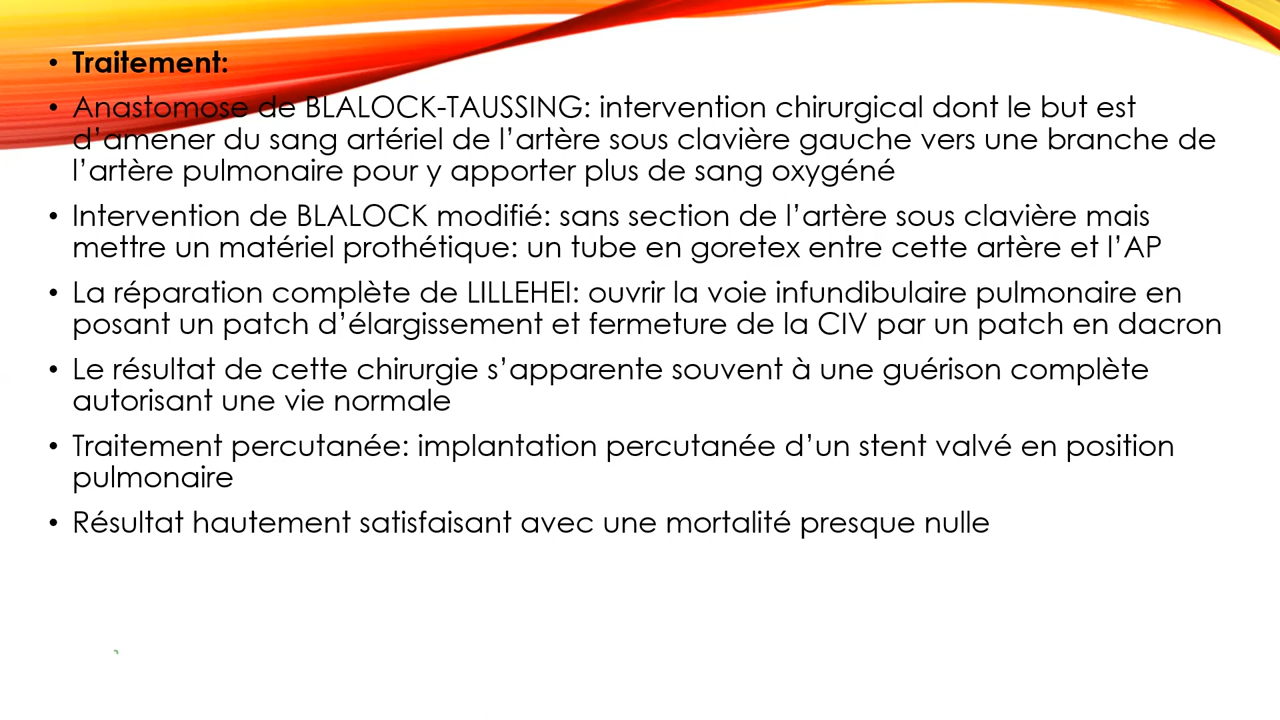 • Traitement:
• Anastomose de BLALOCK-TAUSSING: intervention chirurgical dont le but est
d’amener du sang artériel de l’artère sous clavière gauche vers une branche de
l’artère pulmonaire pour y apporter plus de sang oxygéné
• Intervention de BLALOCK modifié: sans section de l’artère sous clavière mais
mettre un matériel prothétique: un tube en goretex entre cette artère et l’AP
• La réparation complète de LILLEHEI: ouvrir la voie infundibulaire pulmonaire en
posant un patch d’élargissement et fermeture de la CIV par un patch en dacron
• Le résultat de cette chirurgie s’apparente souvent à une guérison complète
autorisant une vie normale
• Traitement percutanée: implantation percutanée d’un stent valvé en position
pulmonaire
• Résultat hautement satisfaisant avec une mortalité presque nulle